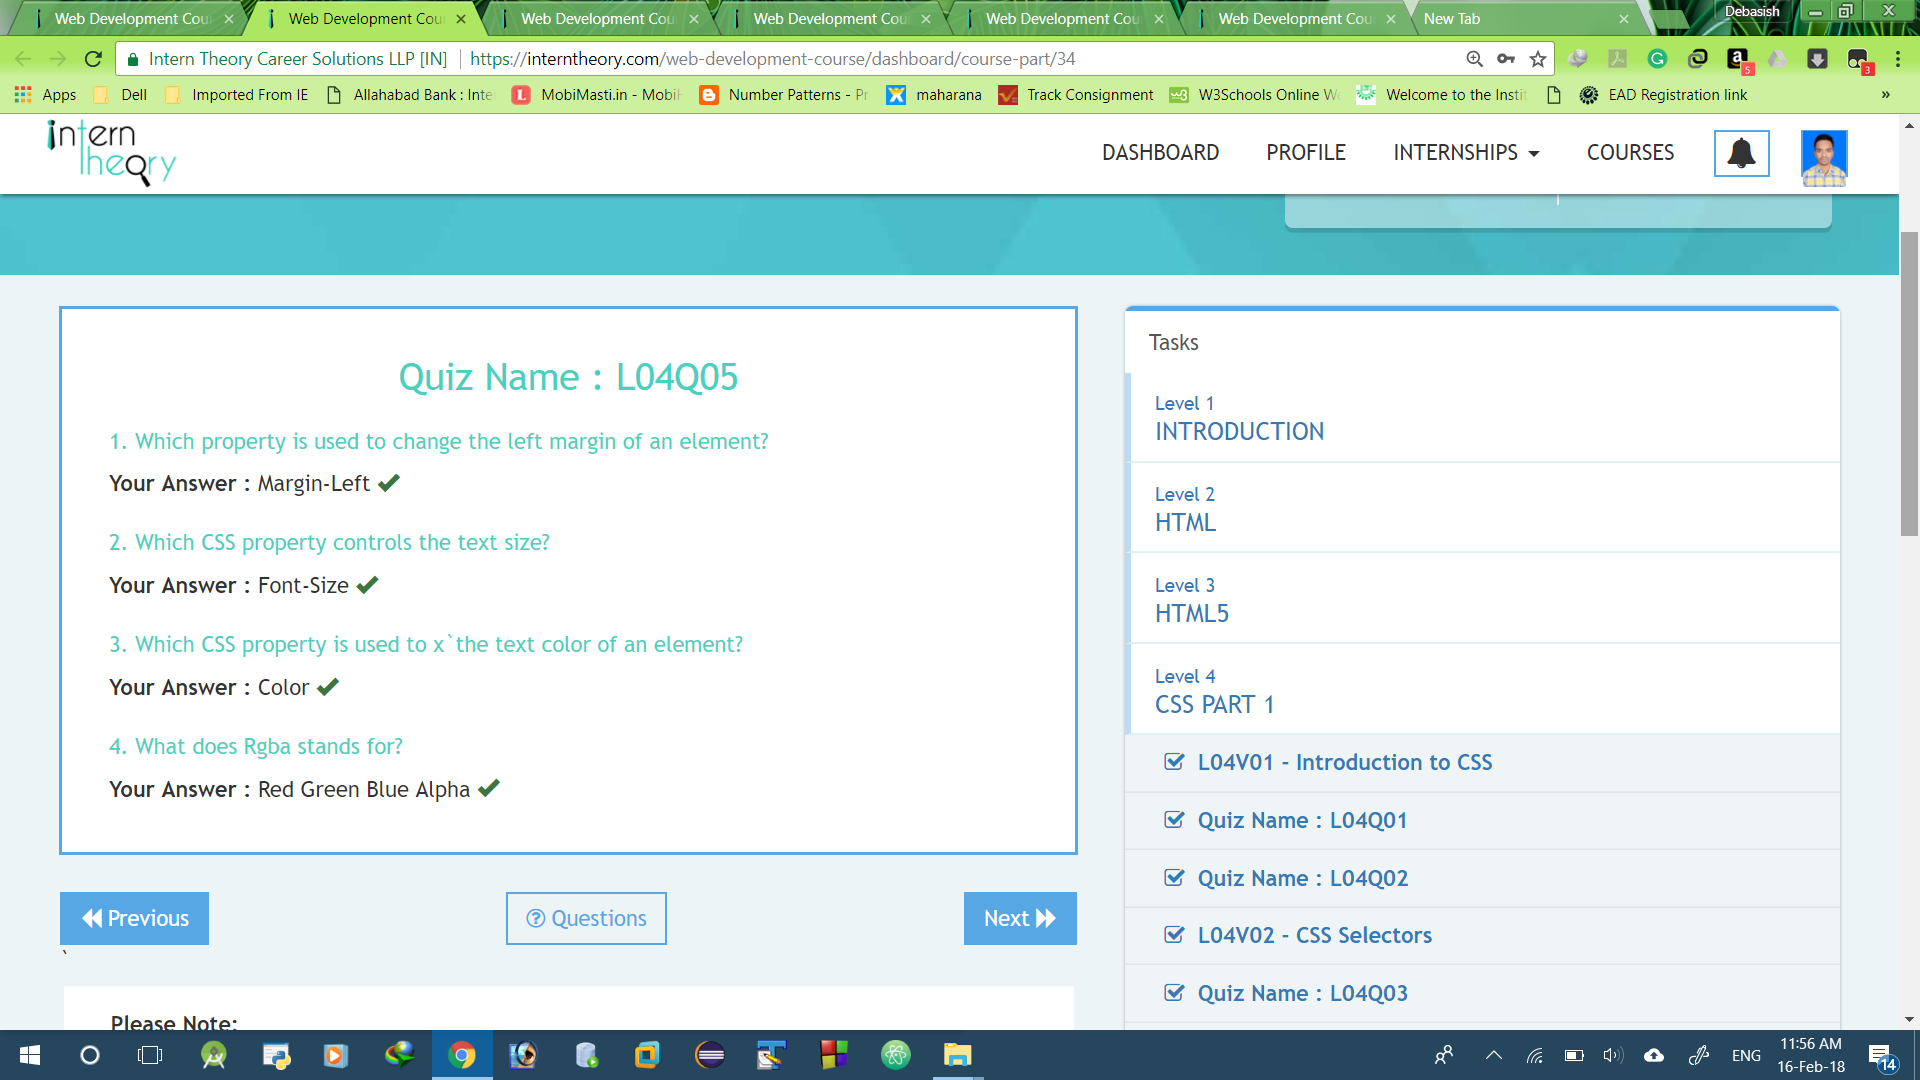 Web Development Cou
Web Development Cou
Web Development Cou
Web Development Cou
Web Development Cou
Web Development Cou
New Tab
Debasish
Intern Theory Career Solutions LLP [IN]
https://interntheory.com/web-development-course/dashboard/course-part/34
5
3
Apps
Dell
Imported From IE
Allahabad Bank : Inte
MobiMasti.in - MobiH
Number Patterns - Pr
maharana
Track Consignment
W3Schools Online We
Welcome to the Instit
EAD Registration link
»
intern
theory
DASHBOARD
PROFILE
INTERNSHIPS
COURSES
Quiz Name : L04Q05
1. Which property is used to change the left margin of an element?
Your Answer : Margin-Left
2. Which CSS property controls the text size?
Your Answer : Font-Size
3. Which CSS property is used to x`the text color of an element?
Your Answer : Color
4. What does Rgba stands for?
Your Answer : Red Green Blue Alpha
Previous
Questions
Next
`
Please Note:
Tasks
Level 1
INTRODUCTION
Level 2
HTML
Level 3
HTML5
Level 4
CSS PART 1
L04V01 - Introduction to CSS
Quiz Name : L04Q01
Quiz Name : L04Q02
L04V02 - CSS Selectors
Quiz Name : L04Q03
ENG
11:56 AM
16-Feb-18
14